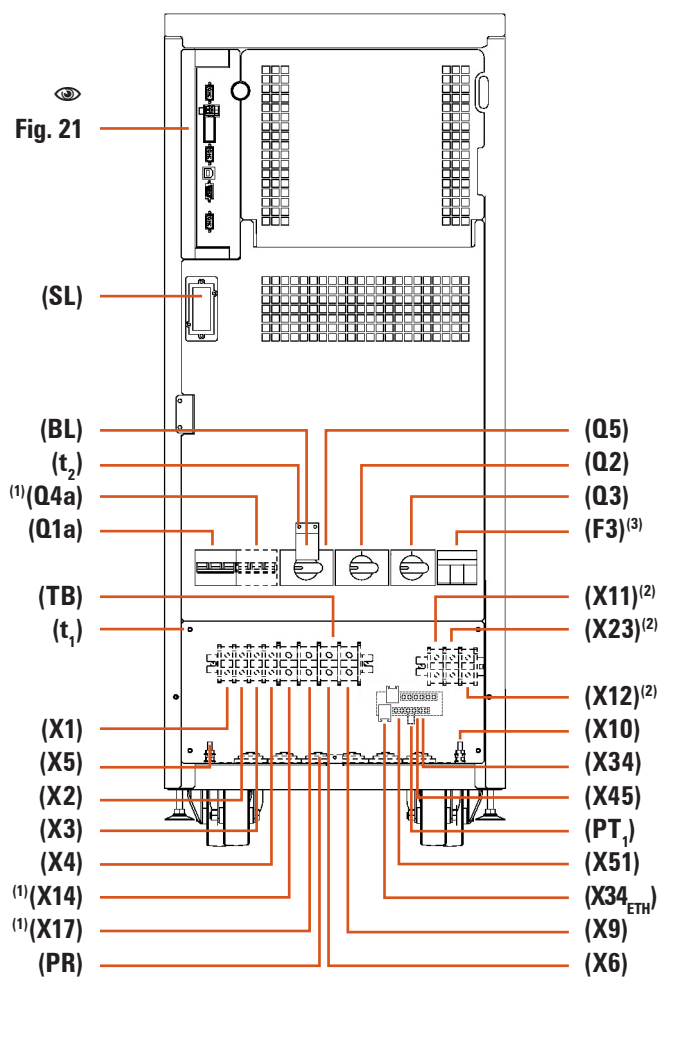 Fig. 21
(SL)
(BL)
(t2)
(1)(Q4a)
(Q1a)
(TB)
(t1)
(X1)
(X5)
(X2)
(X3)
(X4)
(1)(X14)
(1)(X17)
(PR)
(Q5)
(Q2)
(Q3)
(F3)(3)
(X11)(2)
(X23)(2)
(X12)(2)
(X10)
(X34)
(X45)
(PT1)
(X51)
(X34ETH)
(X9)
(X6)